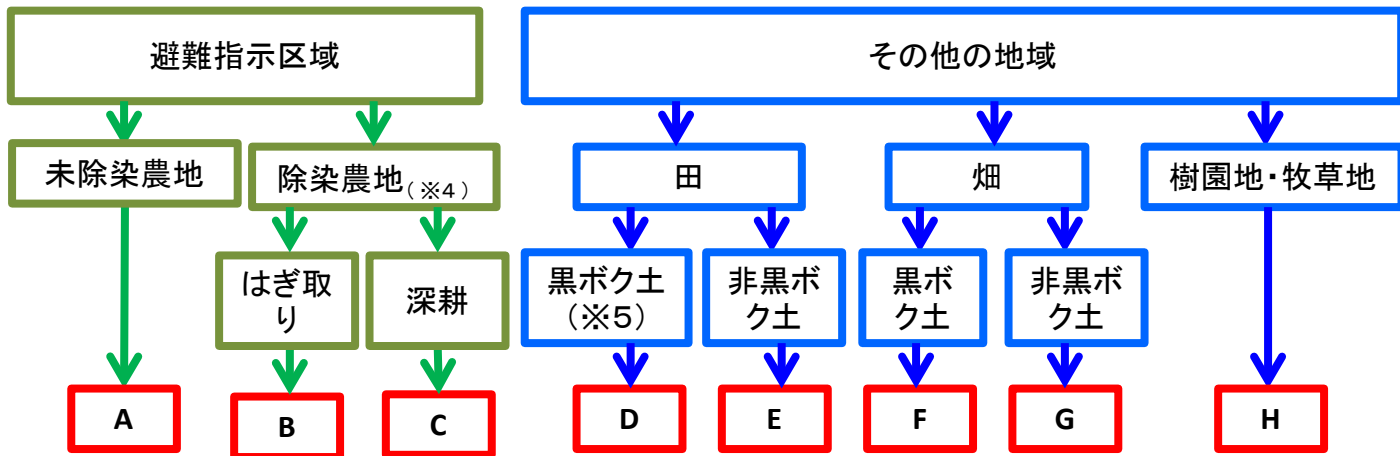 避難指示区域
その他の地域
未除染農地
除染農地(※4)
田
畑
樹園地・牧草地
はぎ取
り
深耕
黒ボク土
(※5)
非黒ボ
ク土
黒ボ
ク土
非黒ボ
ク土
A
B
C
D
E
F
G
H